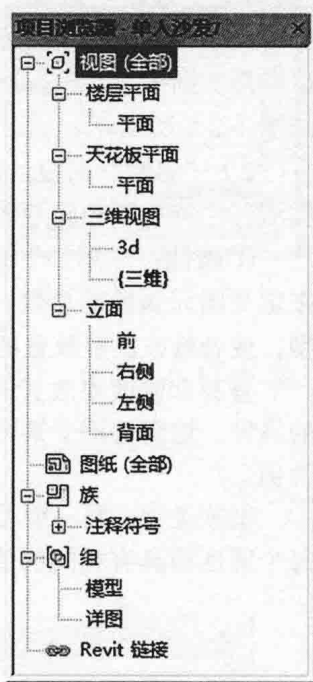 项目浏览器 - 单人沙发7
视图 (全部)
楼层平面
平面
天花板平面
平面
三维视图
3d
{三维}
立面
前
右侧
左侧
背面
图纸 (全部)
族
注释符号
组
模型
详图
Revit 链接